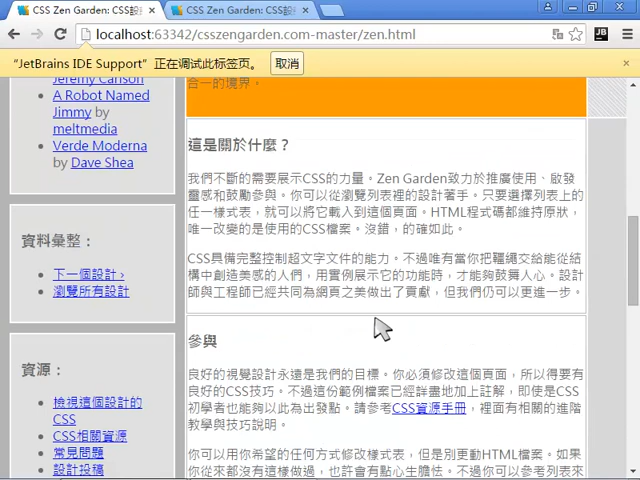 CSS Zen Garden: CSS設
CSS Zen Garden: CSS設
localhost:63342/csszengarden.com-master/zen.html
"JetBrains IDE Support" 正在调试此标签页。 取消
合一的境界。
Jeremy Carlson
A Robot Named
Jimmy by
meltmedia
Verde Moderna
by Dave Shea
資料彙整：
下一個設計 ›
瀏覽所有設計
資源：
檢視這個設計的
CSS
CSS相關資源
常見問題
設計投稿
這是關於什麼？
我們不斷的需要展示CSS的力量。Zen Garden致力於推廣使用、啟發
靈感和鼓勵參與。你可以從瀏覽列表裡的設計著手。只要選擇列表上的
任一樣式表，就可以將它載入到這個頁面。HTML程式碼都維持原狀，
唯一改變的是使用的CSS檔案。沒錯，的確如此。
CSS具備完整控制超文字文件的能力。不過唯有當你把韁繩交給能從結
構中創造美感的人們，用實例展示它的功能時，才能夠鼓舞人心。設計
師與工程師已經共同為網頁之美做出了貢獻，但我們仍可以更進一步。
參與
良好的視覺設計永遠是我們的目標。你必須修改這個頁面，所以得要有
良好的CSS技巧。不過這份範例檔案已經詳盡地加上註解，即使是CSS
初學者也能夠以此為出發點。請參考CSS資源手冊，裡面有相關的進階
教學與技巧說明。
你可以用你希望的任何方式修改樣式表，但是別更動HTML檔案。如果
你從來都沒有這樣做過，也許會有點心生膽怯。不過你可以參考列表來